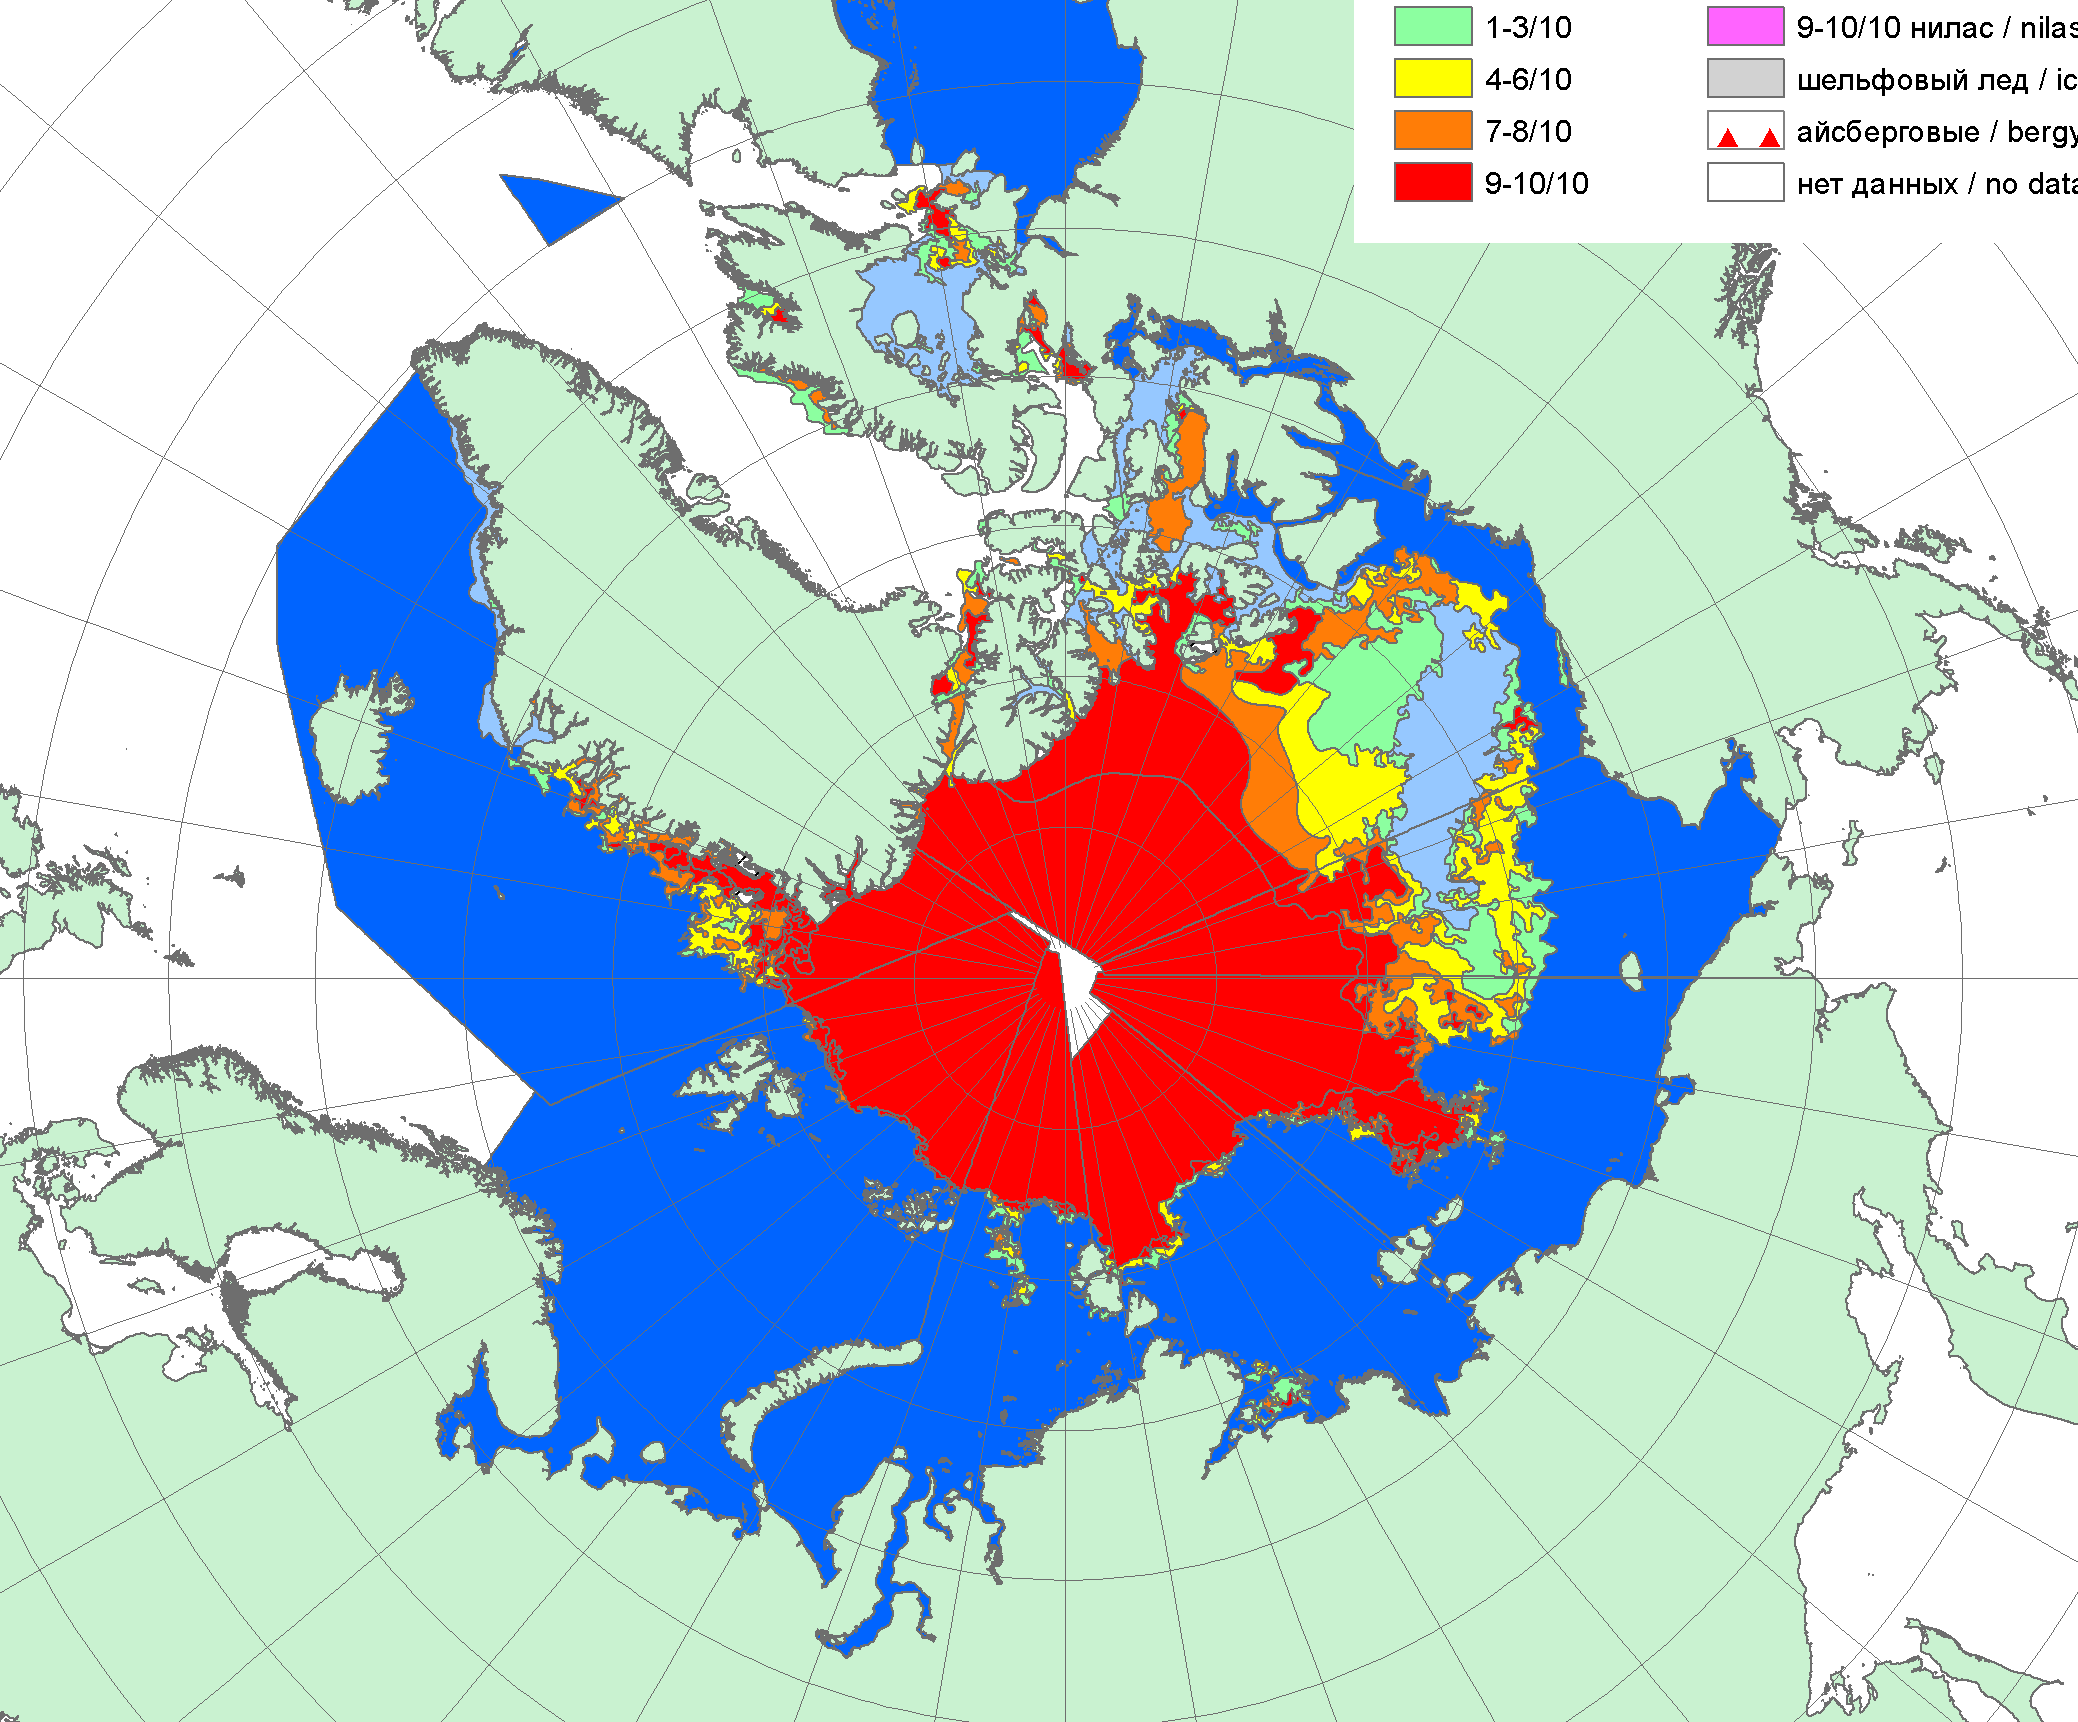 1-3/10
4-6/10
7-8/10
9-10/10
9-10/10 нилас / nilas
шельфовый лед / ic
айсберговые / bergy
нет данных / no data